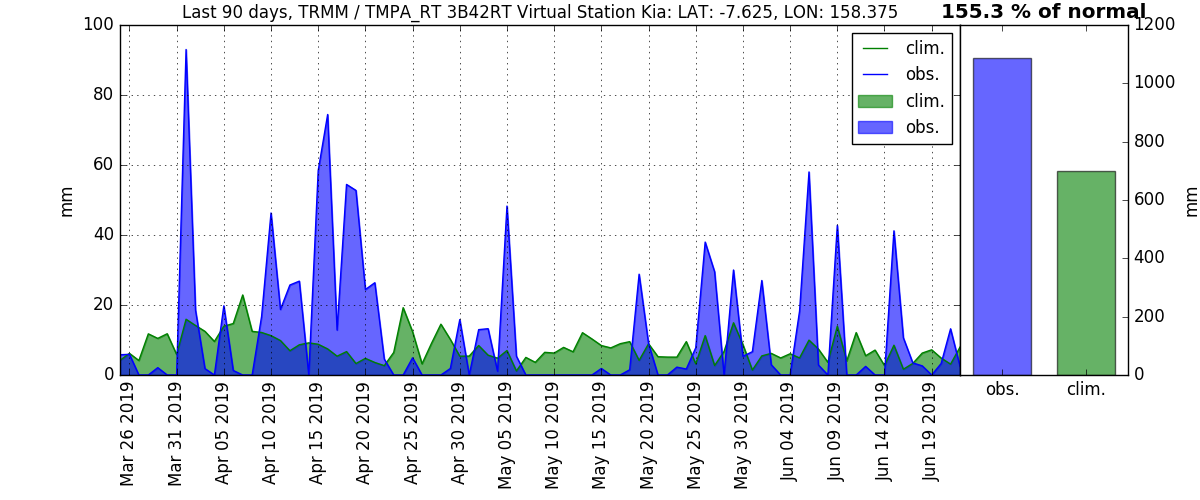 Last 90 days, TRMM / TMPA_RT 3B42RT Virtual Station Kia: LAT: -7.625, LON: 158.375
155.3 % of normal
100
80
60
40
20
0
mm
clim.
obs.
clim.
obs.
1200
1000
800
600
400
200
0
mm
obs.
clim.
Mar 26 2019
Mar 31 2019
Apr 05 2019
Apr 10 2019
Apr 15 2019
Apr 20 2019
Apr 25 2019
Apr 30 2019
May 05 2019
May 10 2019
May 15 2019
May 20 2019
May 25 2019
May 30 2019
Jun 04 2019
Jun 09 2019
Jun 14 2019
Jun 19 2019